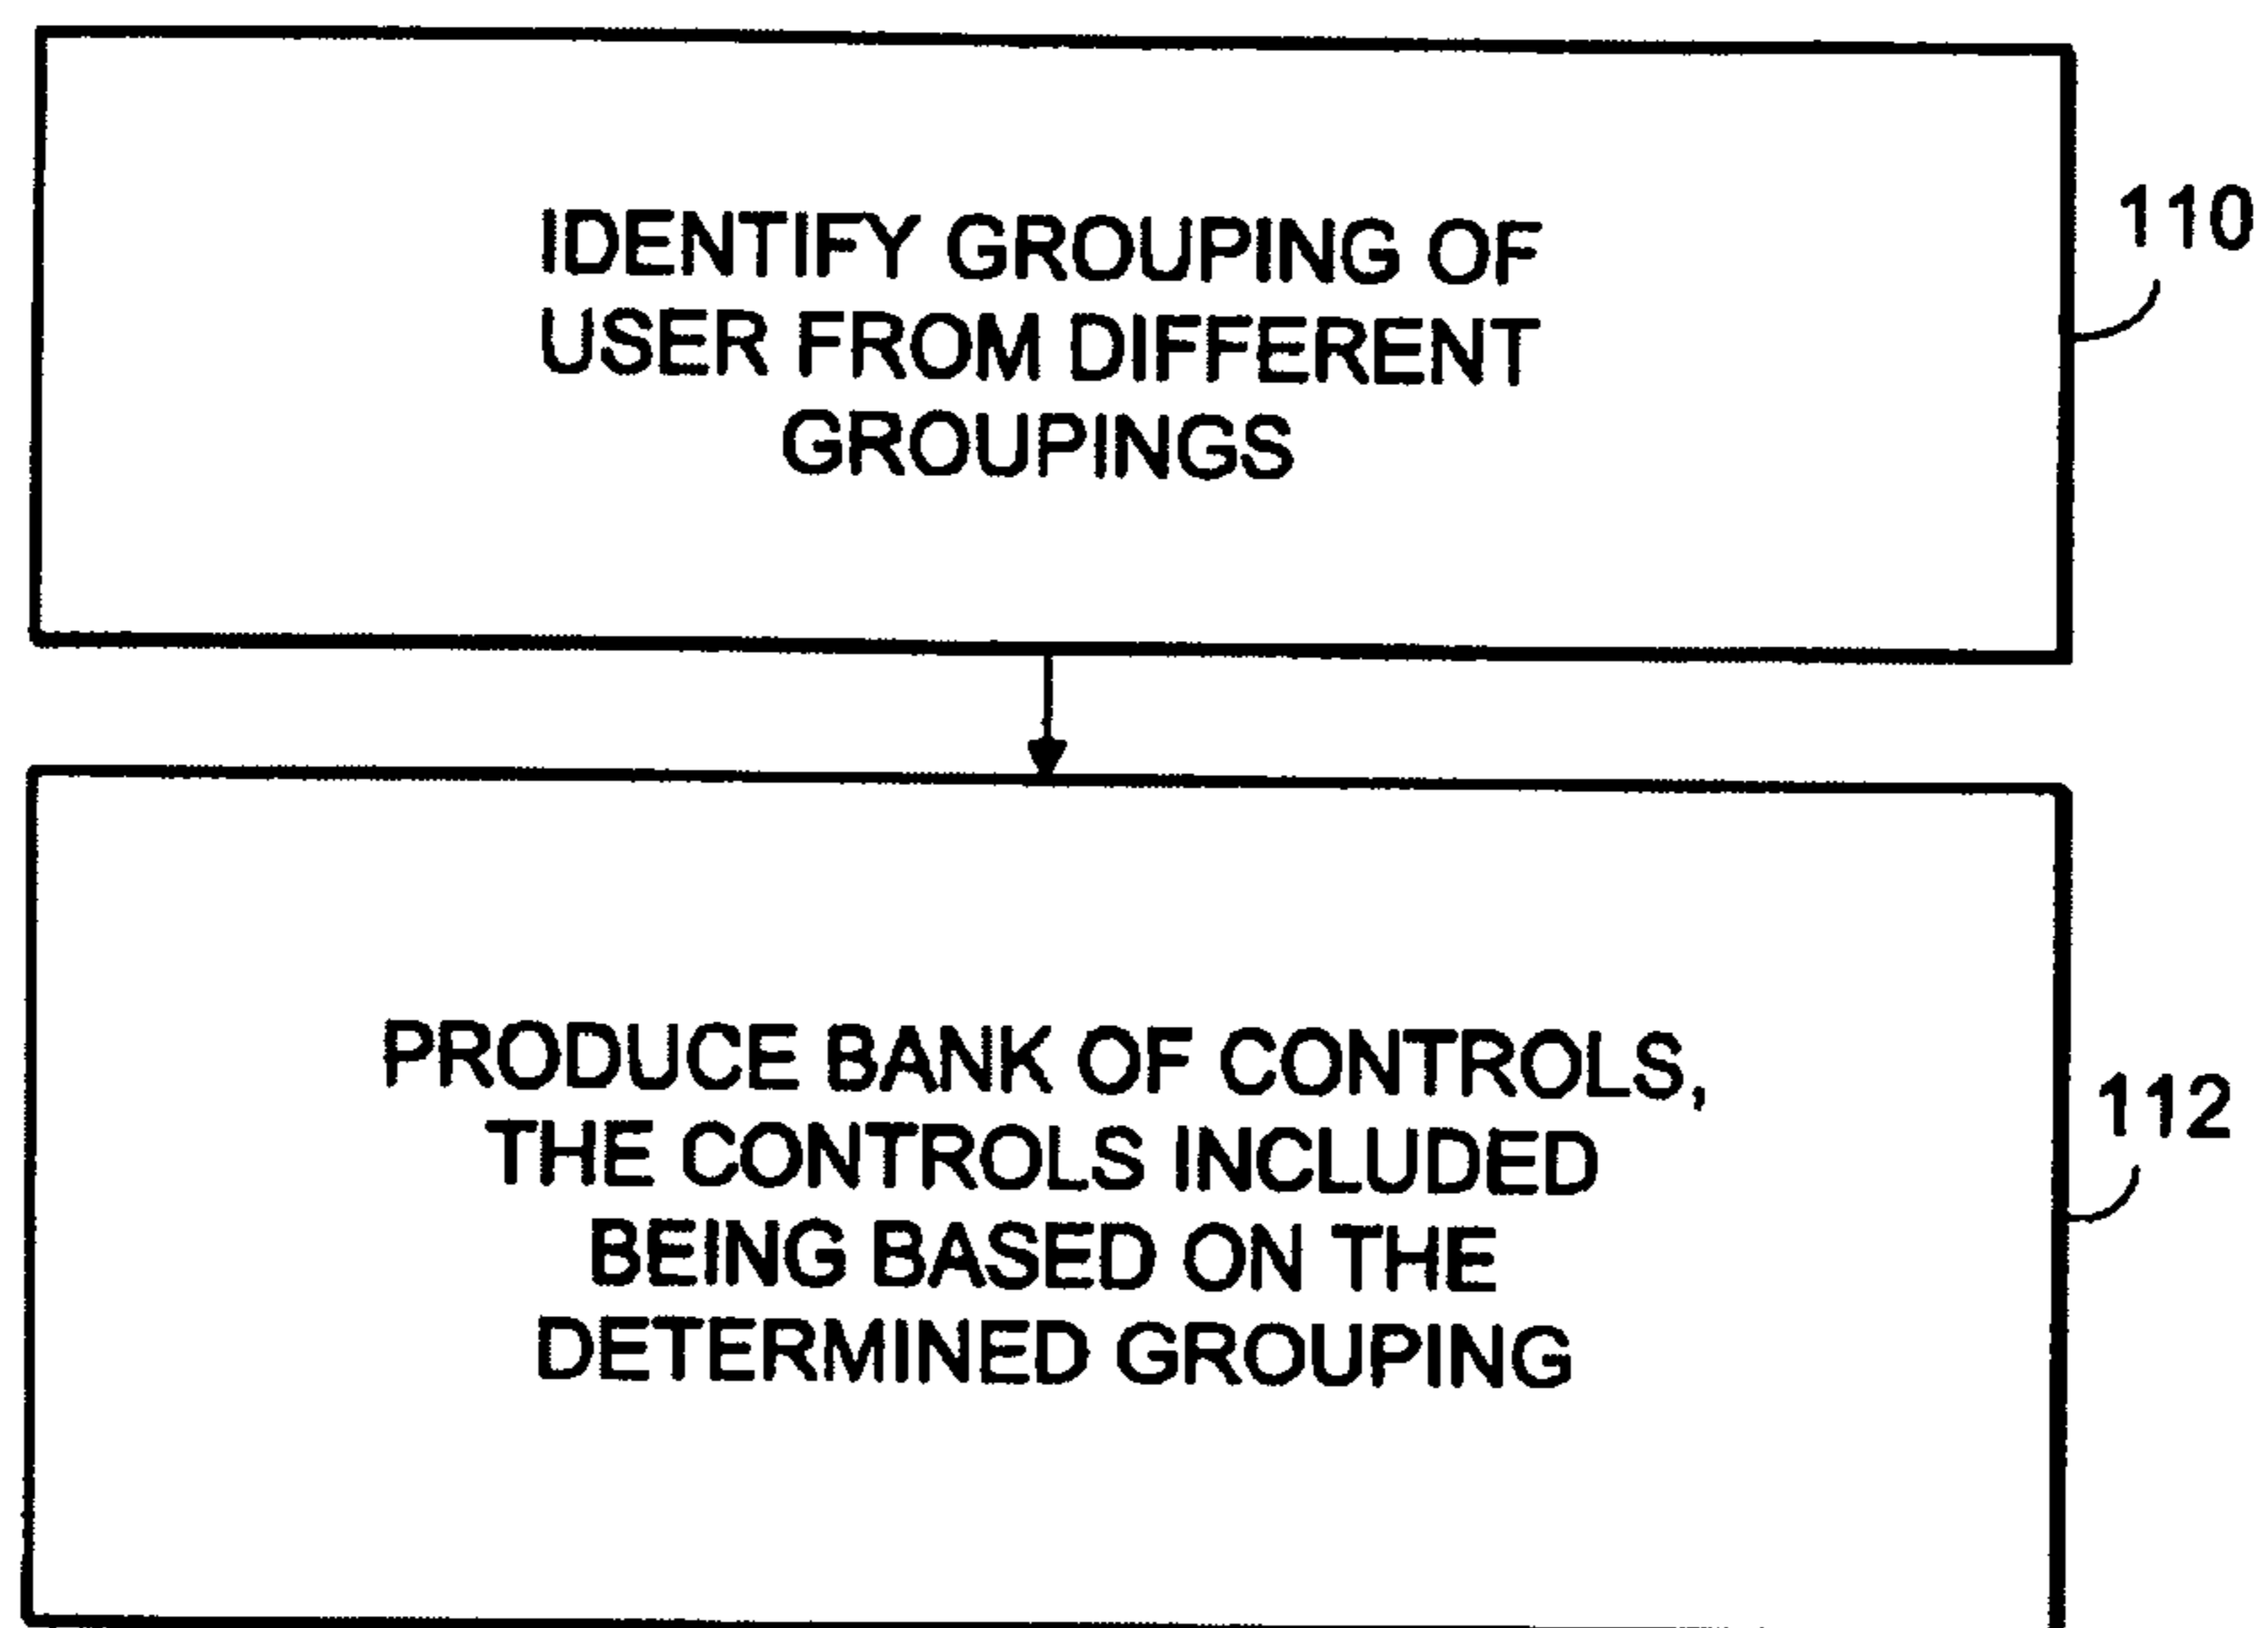 IDENTIFY GROUPING OF
USER FROM DIFFERENT
GROUPINGS
110
PRODUCE BANK OF CONTROLS,
THE CONTROLS INCLUDED
BEING BASED ON THE
DETERMINED GROUPING
112